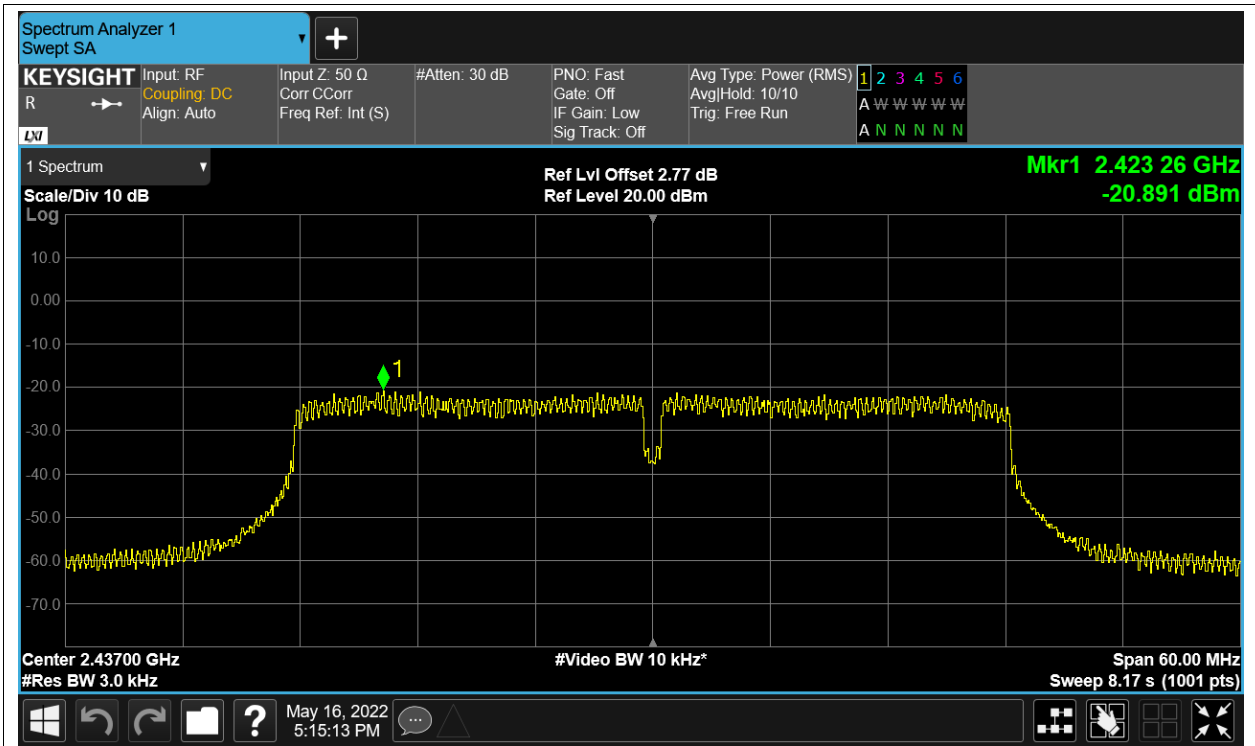 Spectrum Analyzer 1
Swept SA
KEYSIGHT
R
LXI
Input: RF
Coupling: DC
Align: Auto
Input Z: 50 Ω
Corr CCorr
Freq Ref: Int (S)
#Atten: 30 dB
PNO: Fast
Gate: Off
IF Gain: Low
Sig Track: Off
Avg Type: Power (RMS)
Avg|Hold: 10/10
Trig: Free Run
1 2 3 4 5 6
A W W W W W
A N N N N N
1 Spectrum
Scale/Div 10 dB
Log
Ref Lvl Offset 2.77 dB
Ref Level 20.00 dBm
Mkr1 2.423 26 GHz
-20.891 dBm
10.0
0.00
-10.0
-20.0
-30.0
-40.0
-50.0
-60.0
-70.0
1
Center 2.43700 GHz
#Res BW 3.0 kHz
#Video BW 10 kHz*
Span 60.00 MHz
Sweep 8.17 s (1001 pts)
?
May 16, 2022
5:15:13 PM